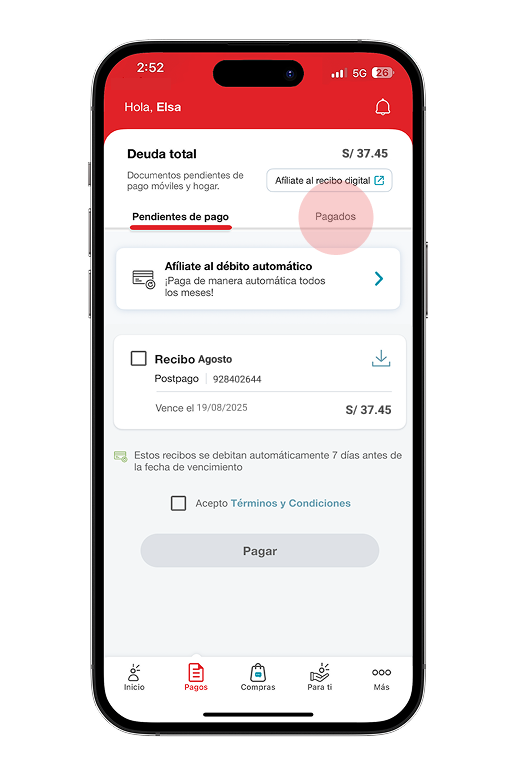 2:52
5G 26
Hola, Elsa
Deuda total
S/ 37.45
Documentos pendientes de
pago móviles y hogar.
Afíliate al recibo digital
Pendientes de pago
Pagados
Afíliate al débito automático
¡Paga de manera automática todos
los meses!
Recibo Agosto
Postpago 928402644
Vence el 19/08/2025
S/ 37.45
Estos recibos se debitan automáticamente 7 días antes de
la fecha de vencimiento
Acepto Términos y Condiciones
Pagar
Inicio
Pagos
Compras
Para ti
Más